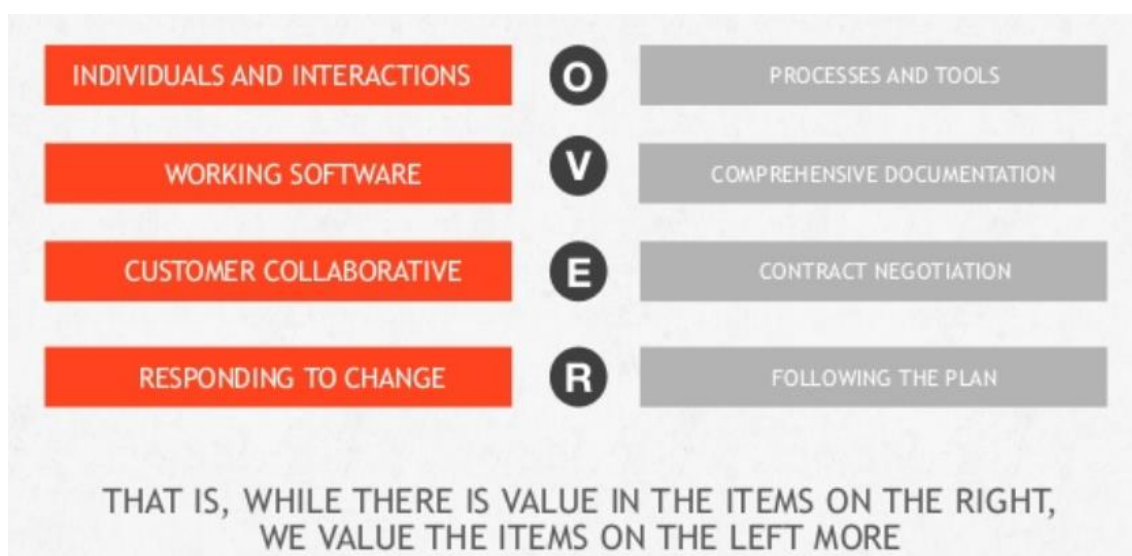 INDIVIDUALS AND INTERACTIONS O PROCESSES AND TOOLS
WORKING SOFTWARE V COMPREHENSIVE DOCUMENTATION
CUSTOMER COLLABORATIVE E CONTRACT NEGOTIATION
RESPONDING TO CHANGE R FOLLOWING THE PLAN
THAT IS, WHILE THERE IS VALUE IN THE ITEMS ON THE RIGHT,
WE VALUE THE ITEMS ON THE LEFT MORE